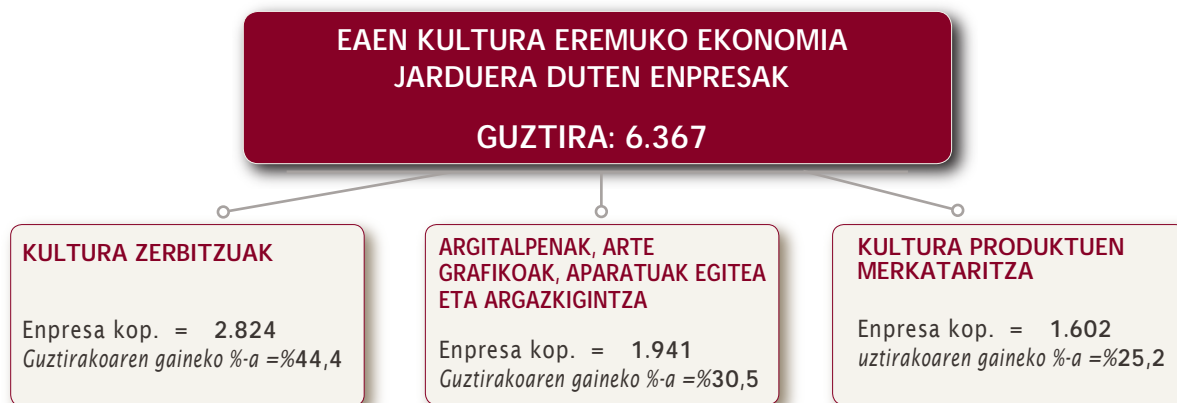 EAEN KULTURA EREMUKO EKONOMIA
JARDUERA DUTEN ENPRESAK
GUZTIRA: 6.367
KULTURA ZERBITZUAK
Enpresa kop. = 2.824
Guztirakoaren gaineko %-a =%44,4
ARGITALPENAK, ARTE
GRAFIKOAK, APARATUAK EGITEA
ETA ARGAZKIGINTZA
Enpresa kop. = 1.941
Guztirakoaren gaineko %-a =%30,5
KULTURA PRODUKTUEN
MERKATARITZA
Enpresa kop. = 1.602
uztirakoaren gaineko %-a =%25,2